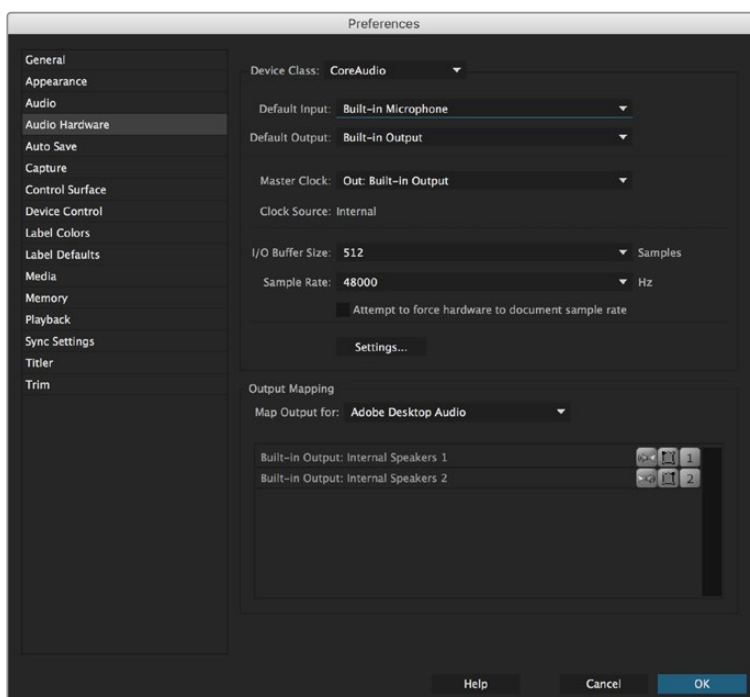 Preferences
General
Appearance
Audio
Audio Hardware
Auto Save
Capture
Control Surface
Device Control
Label Colors
Label Defaults
Media
Memory
Playback
Sync Settings
Titler
Trim
Device Class: CoreAudio
Default Input: Built-in Microphone
Default Output: Built-in Output
Master Clock: Out: Built-in Output
Clock Source: Internal
I/O Buffer Size: 512 Samples
Sample Rate: 48000 Hz
Attempt to force hardware to document sample rate
Settings...
Output Mapping
Map Output for: Adobe Desktop Audio
Built-in Output: Internal Speakers 1 1
Built-in Output: Internal Speakers 2 2
Help Cancel OK